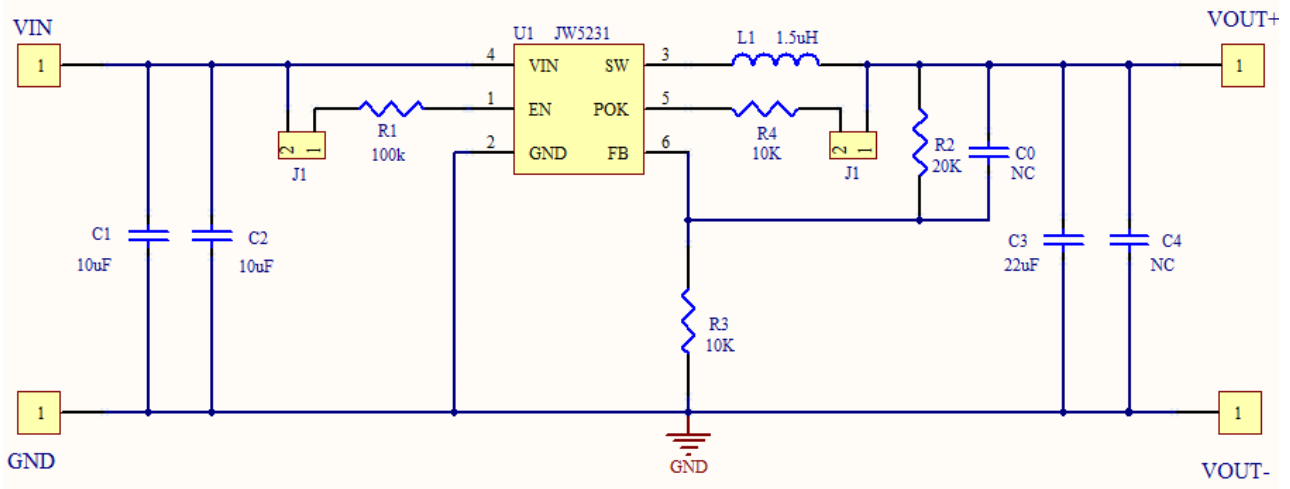 VIN
1
U1 JW5231
4 VIN SW 3
1 EN POK 5
2 GND FB 6
L1 1.5uH
VOUT+
1
R1
100k
2 1
J1
R4
10K
2 1
J1
R2
20K
C0
NC
C1
10uF
C2
10uF
C3
22uF
C4
NC
R3
10K
1
GND
GND
1
VOUT-